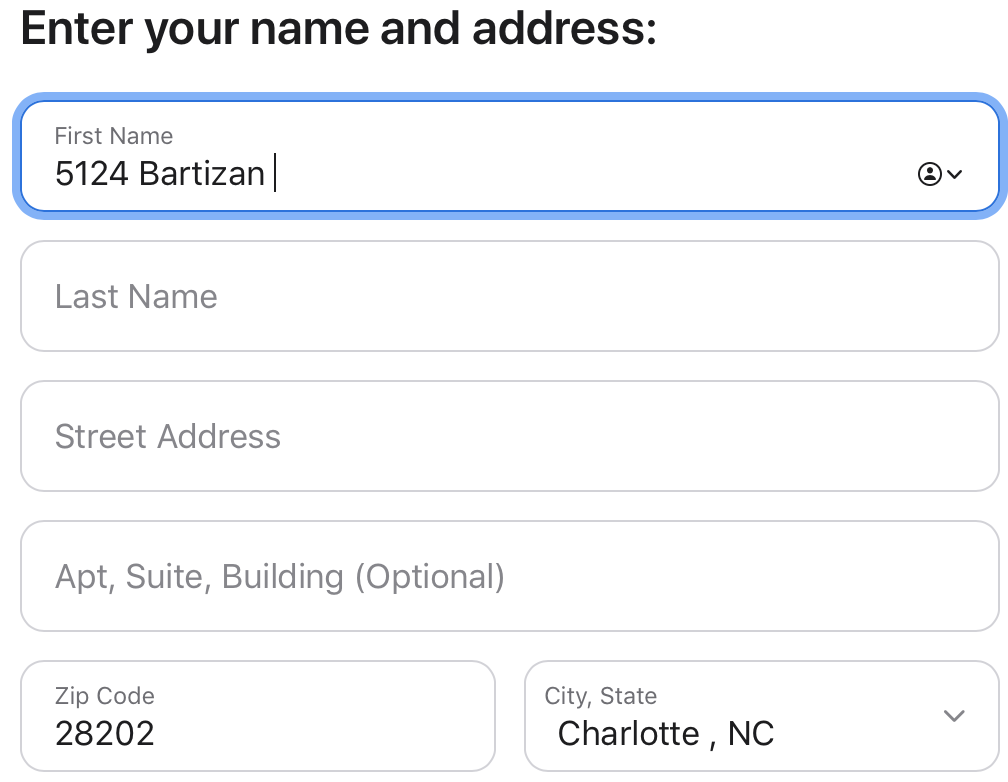 Enter your name and address:
First Name
5124 Bartizan
Last Name
Street Address
Apt, Suite, Building (Optional)
Zip Code
28202
City, State
Charlotte , NC